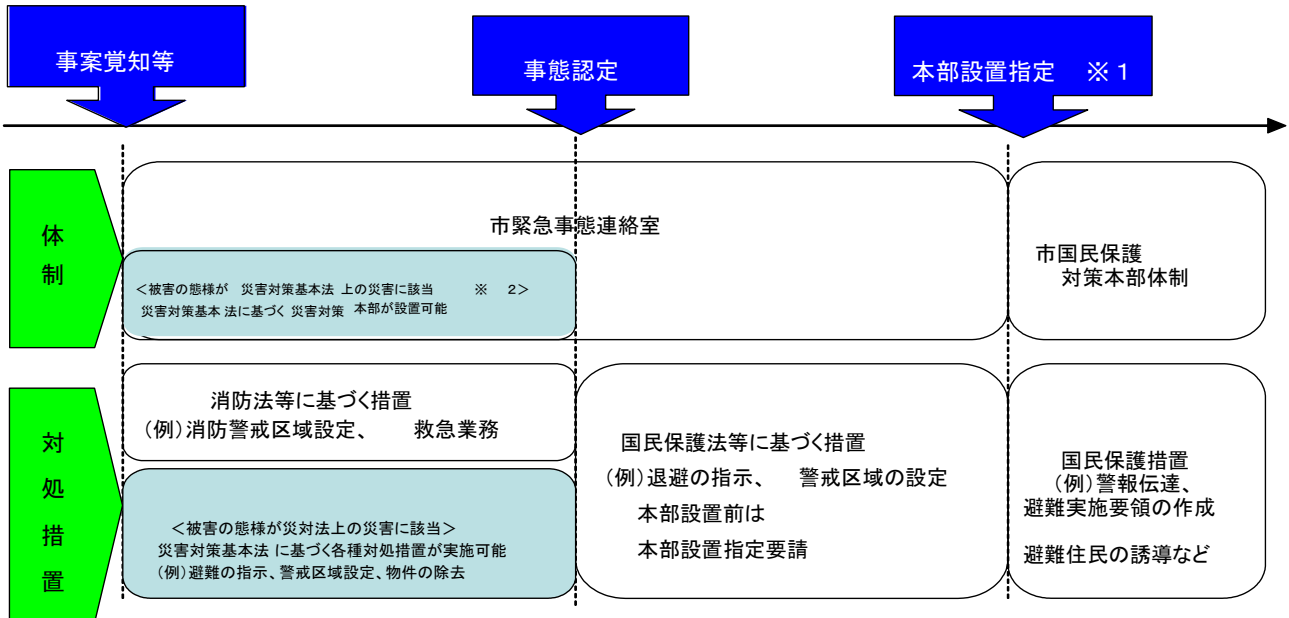 事案覚知等
事態認定
本部設置指定　※１
体制
市緊急事態連絡室
＜被害の態様が　災害対策基本法 上の災害に該当　　※　２＞
災害対策基本 法に基づく 災害対策 本部が設置可能
市国民保護
対策本部体制
対処措置
消防法等に基づく措置
（例）消防警戒区域設定、　救急業務
＜被害の態様が災対法上の災害に該当＞
災害対策基本法 に基づく各種対処措置が実施可能
（例）避難の指示、警戒区域設定、物件の除去
国民保護法等に基づく措置
（例）退避の指示、　警戒区域の設定
本部設置前は
本部設置指定要請
国民保護措置
（例）警報伝達、
避難実施要領の作成
避難住民の誘導など